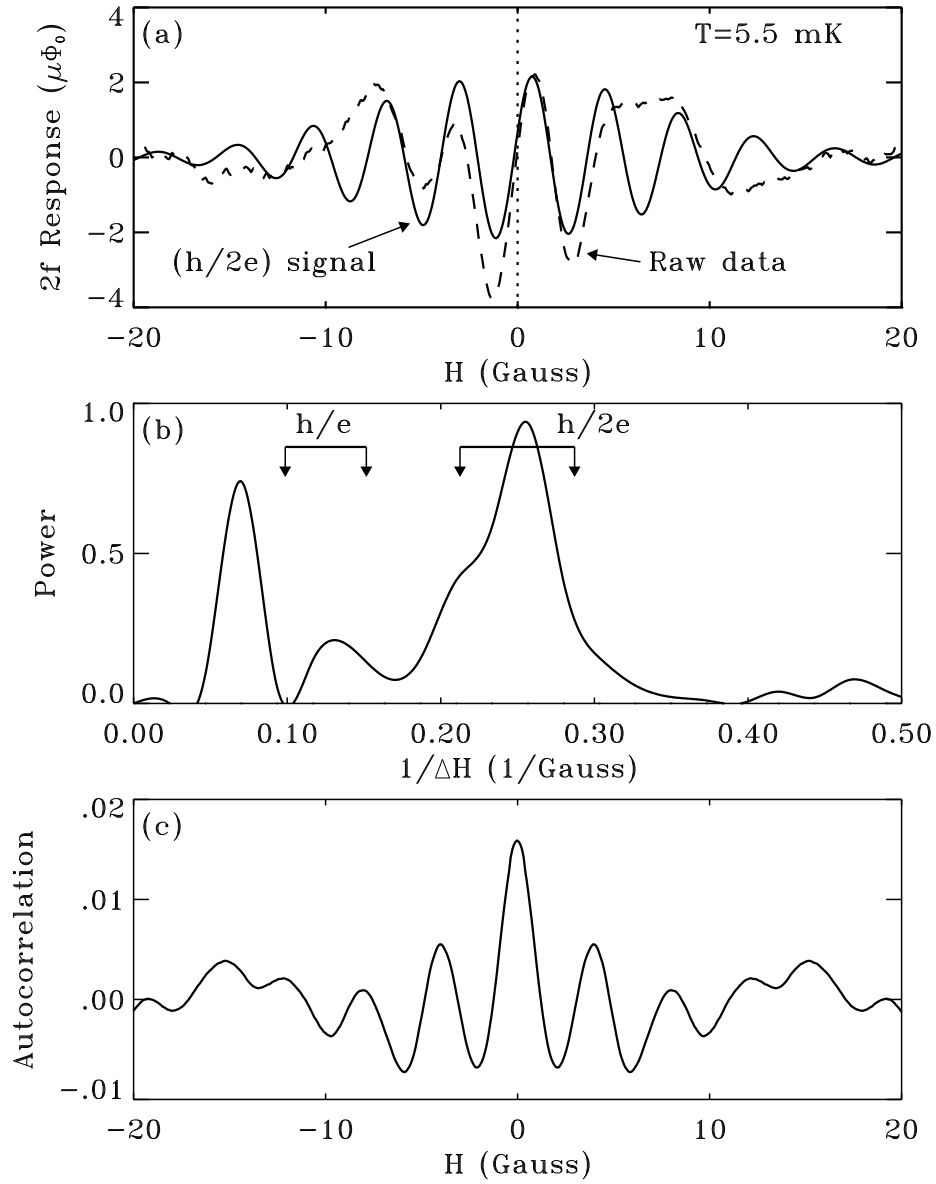 (a)
T=5.5 mK
4
2
0
−2
−4
2f Response (μΦ₀)
(h/2e) signal
Raw data
−20 −10 0 10 20
H (Gauss)
(b)
h/e
h/2e
1.0
0.5
0.0
Power
0.00 0.10 0.20 0.30 0.40 0.50
1/ΔH (1/Gauss)
(c)
.02
.01
.00
−.01
Autocorrelation
−20 −10 0 10 20
H (Gauss)